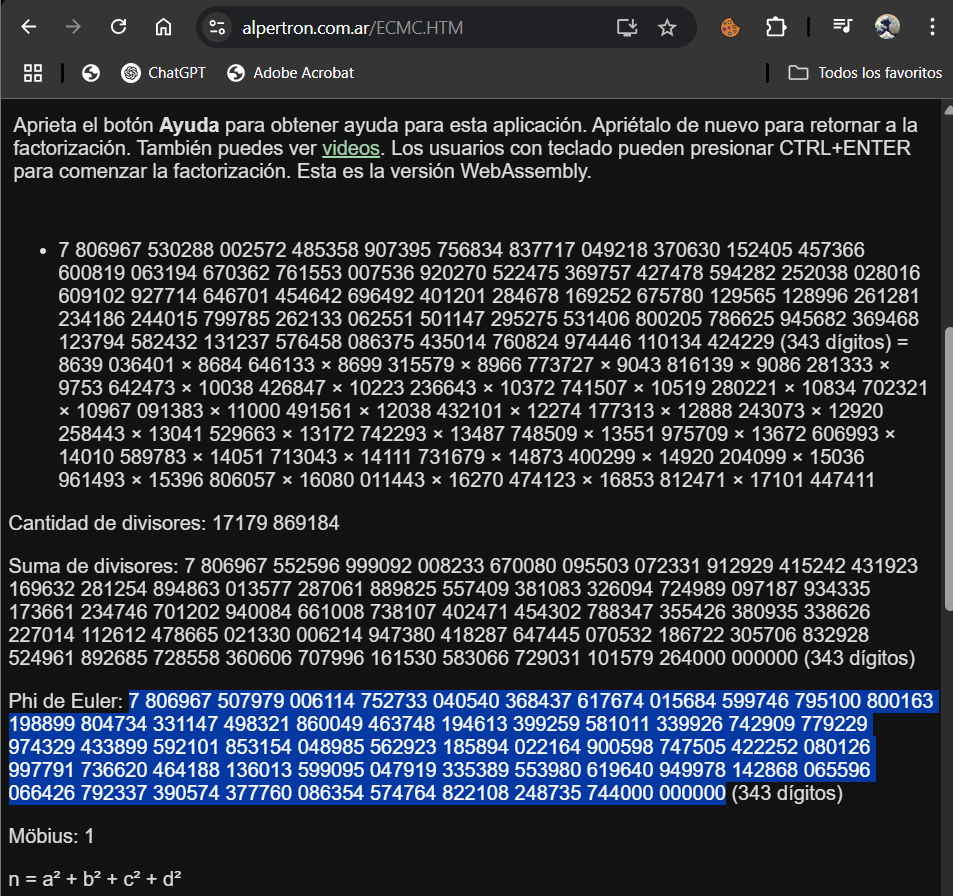 alpertron.com.ar/ECMC.HTM
ChatGPT Adobe Acrobat Todos los favoritos
Aprieta el botón Ayuda para obtener ayuda para esta aplicación. Apriétalo de nuevo para retornar a la
factorización. También puedes ver videos. Los usuarios con teclado pueden presionar CTRL+ENTER
para comenzar la factorización. Esta es la versión WebAssembly.
• 7 806967 530288 002572 485358 907395 756834 837717 049218 370630 152405 457366
600819 063194 670362 761553 007536 920270 522475 369757 427478 594282 252038 028016
609102 927714 646701 454642 696492 401201 284678 169252 675780 129565 128996 261281
234186 244015 799785 262133 062551 501147 295275 531406 800205 786625 945682 369468
123794 582432 131237 576458 086375 435014 760824 974446 110134 424229 (343 dígitos) =
8639 036401 × 8684 646133 × 8699 315579 × 8966 773727 × 9043 816139 × 9086 281333 ×
9753 642473 × 10038 426847 × 10223 236643 × 10372 741507 × 10519 280221 × 10834 702321
× 10967 091383 × 11000 491561 × 12038 432101 × 12274 177313 × 12888 243073 × 12920
258443 × 13041 529663 × 13172 742293 × 13487 748509 × 13551 975709 × 13672 606993 ×
14010 589783 × 14051 713043 × 14111 731679 × 14873 400299 × 14920 204099 × 15036
961493 × 15396 806057 × 16080 011443 × 16270 474123 × 16853 812471 × 17101 447411
Cantidad de divisores: 17179 869184
Suma de divisores: 7 806967 552596 999092 008233 670080 095503 072331 912929 415242 431923
169632 281254 894863 013577 287061 889825 557409 381083 326094 724989 097187 934335
173661 234746 701202 940084 661008 738107 402471 454302 788347 355426 380935 338626
227014 112612 478665 021330 006214 947380 418287 647445 070532 186722 305706 832928
524961 892685 728558 360606 707996 161530 583066 729031 101579 264000 000000 (343 dígitos)
Phi de Euler: 7 806967 507979 006114 752733 040540 368437 617674 015684 599746 795100 800163
198899 804734 331147 498321 860049 463748 194613 399259 581011 339926 742909 779229
974329 433899 592101 853154 048985 562923 185894 022164 900598 747505 422252 080126
997791 736620 464188 136013 599095 047919 335389 553980 619640 949978 142868 065596
066426 792337 390574 377760 086354 574764 822108 248735 744000 000000 (343 dígitos)
Möbius: 1
n = a² + b² + c² + d²